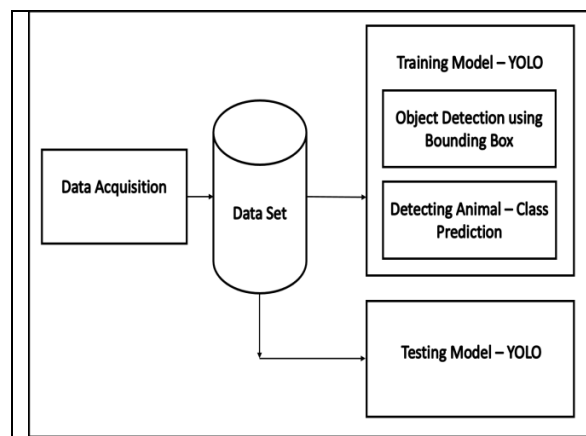 Data Acquisition
Data Set
Training Model – YOLO
Object Detection using
Bounding Box
Detecting Animal – Class
Prediction
Testing Model – YOLO